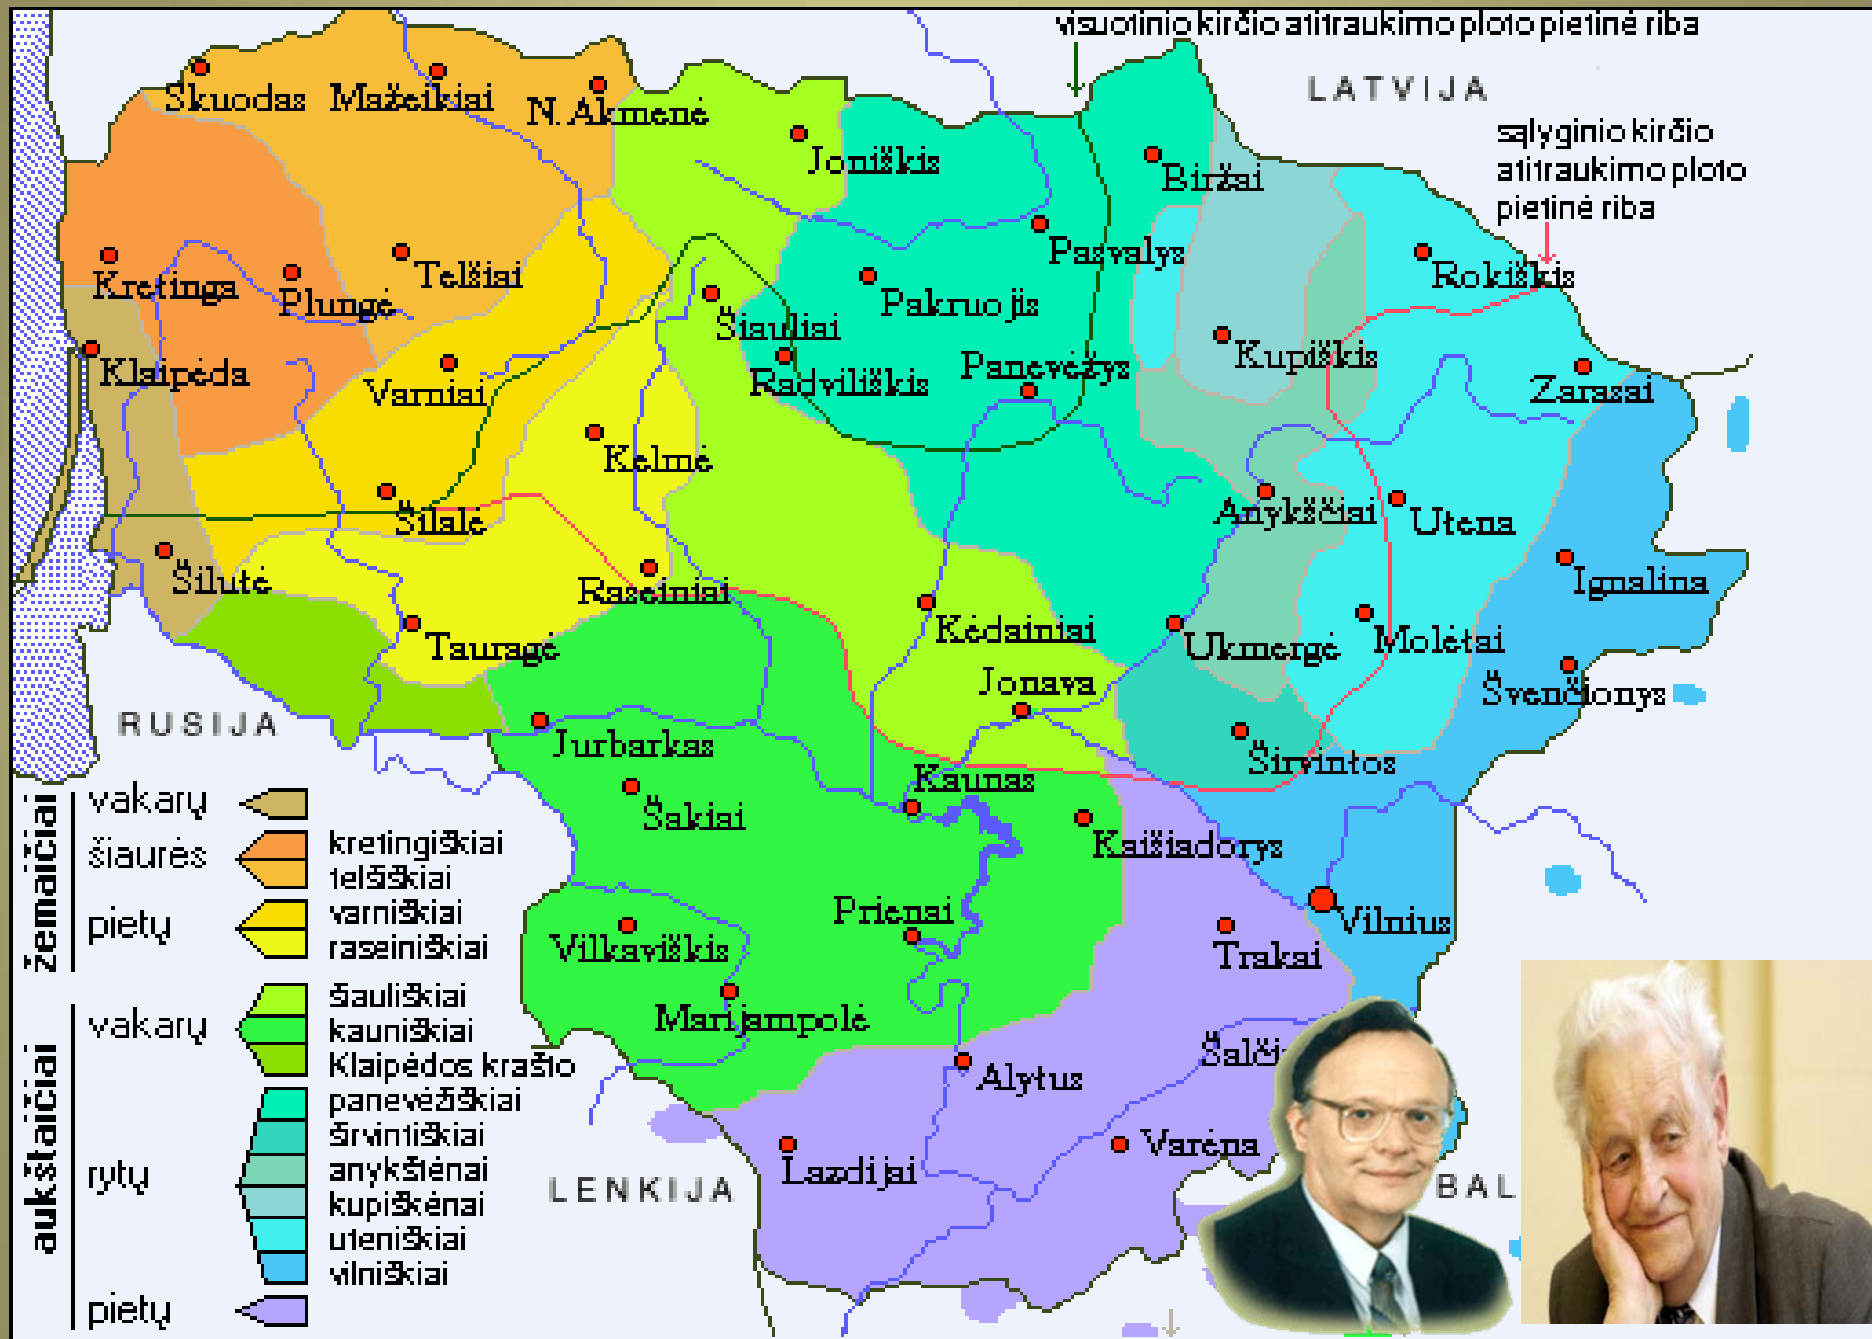 visuotinio kirčio atitraukimo ploto pietinė riba
LATVIJA
sąlyginio kirčio
atitraukimo ploto
pietinė riba
Skuodas
Mažeikiai
N. Akmenė
Joniškis
Biržai
Pasvalys
Rokiškis
Kretinga
Plungė
Telšiai
Pakruojis
Šiauliai
Kupiškis
Klaipėda
Varniai
Radviliškis
Panevėžys
Zarasai
Kelmė
Šilalė
Anykščiai
Utena
Šilutė
Raseiniai
Ignalina
Tauragė
Kėdainiai
Ukmergė
Molėtai
Jonava
Švenčionys
RUSIJA
Jurbarkas
Širvintos
Kaunas
Šakiai
Kaišiadorys
Prienai
Vilnius
Vilkaviškis
Trakai
Marijampolė
Šalči
Alytus
Varėna
Lazdijai
LENKIJA
BAL
žemaičiai
vakarų
šiaurės
kretingiškiai
telšiškiai
pietų
varniškiai
raseiniškiai
aukštaičiai
vakarų
šiauliškiai
kauniškiai
Klaipėdos krašto
rytų
panevėžiškiai
širvintiškiai
anykštėnai
kupiškėnai
uteniškiai
vilniškiai
pietų